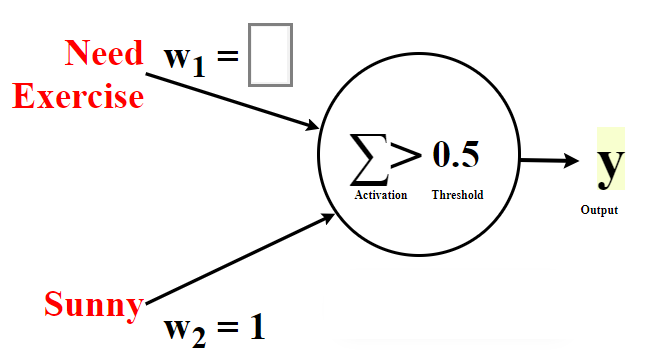 Need
Exercise
w₁ =
∑ > 0.5
Activation
Threshold
y
Output
Sunny
w₂ = 1